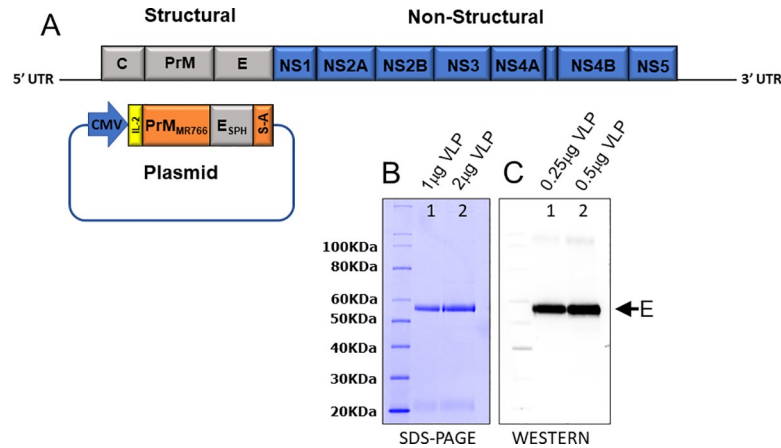 A
Structural Non-Structural
C PrM E NS1 NS2A NS2B NS3 NS4A NS4B NS5
5' UTR 3' UTR
CMV IL-2 PrMMR766 ESPH S-A
Plasmid
B 1µg VLP 2µg VLP
C 0.25µg VLP 0.5µg VLP
1 2 1 2
100KDa
80KDa
60KDa
50KDa
40KDa
30KDa
20KDa
E
SDS-PAGE WESTERN